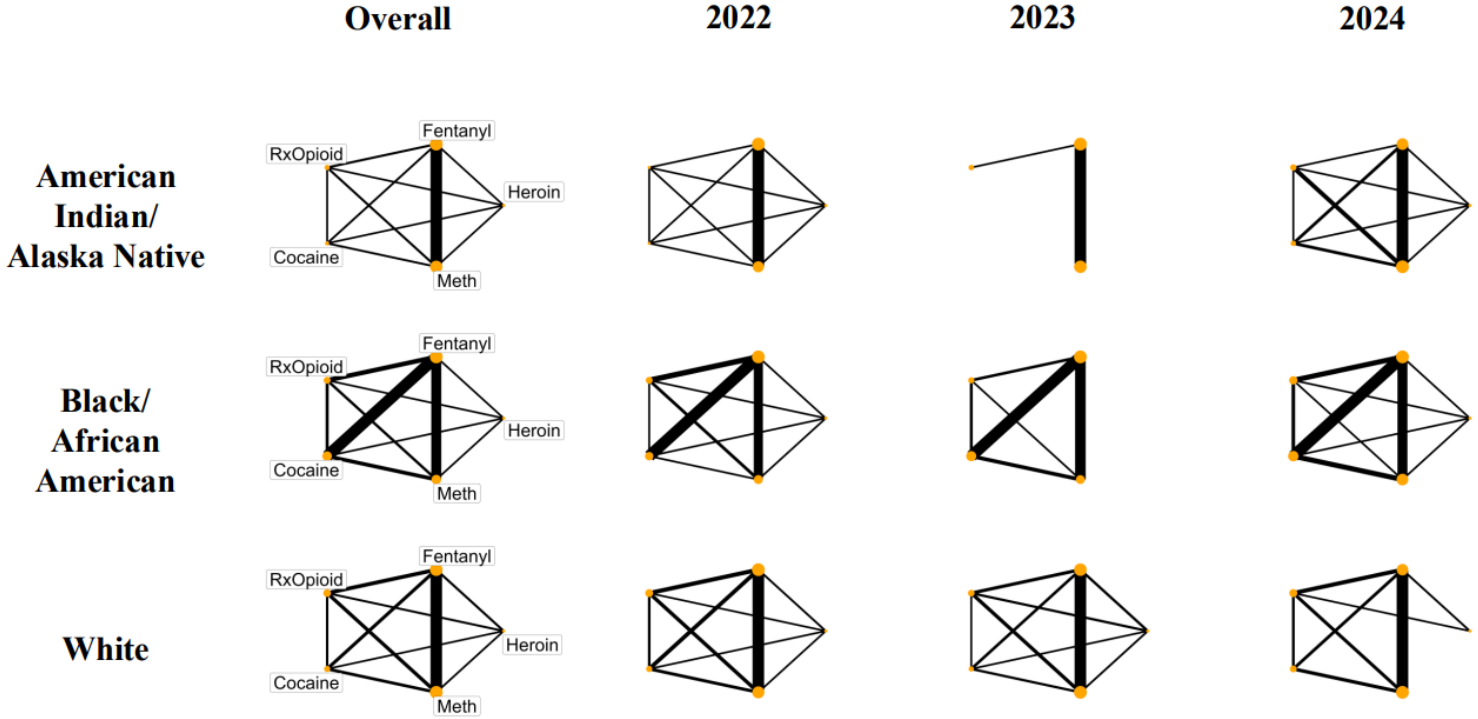 Overall 2022 2023 2024
Fentanyl
RxOpioid
American
Indian/
Alaska Native
Heroin
Cocaine
Meth
Fentanyl
RxOpioid
Black/
African
American
Heroin
Cocaine
Meth
Fentanyl
RxOpioid
White
Heroin
Cocaine
Meth